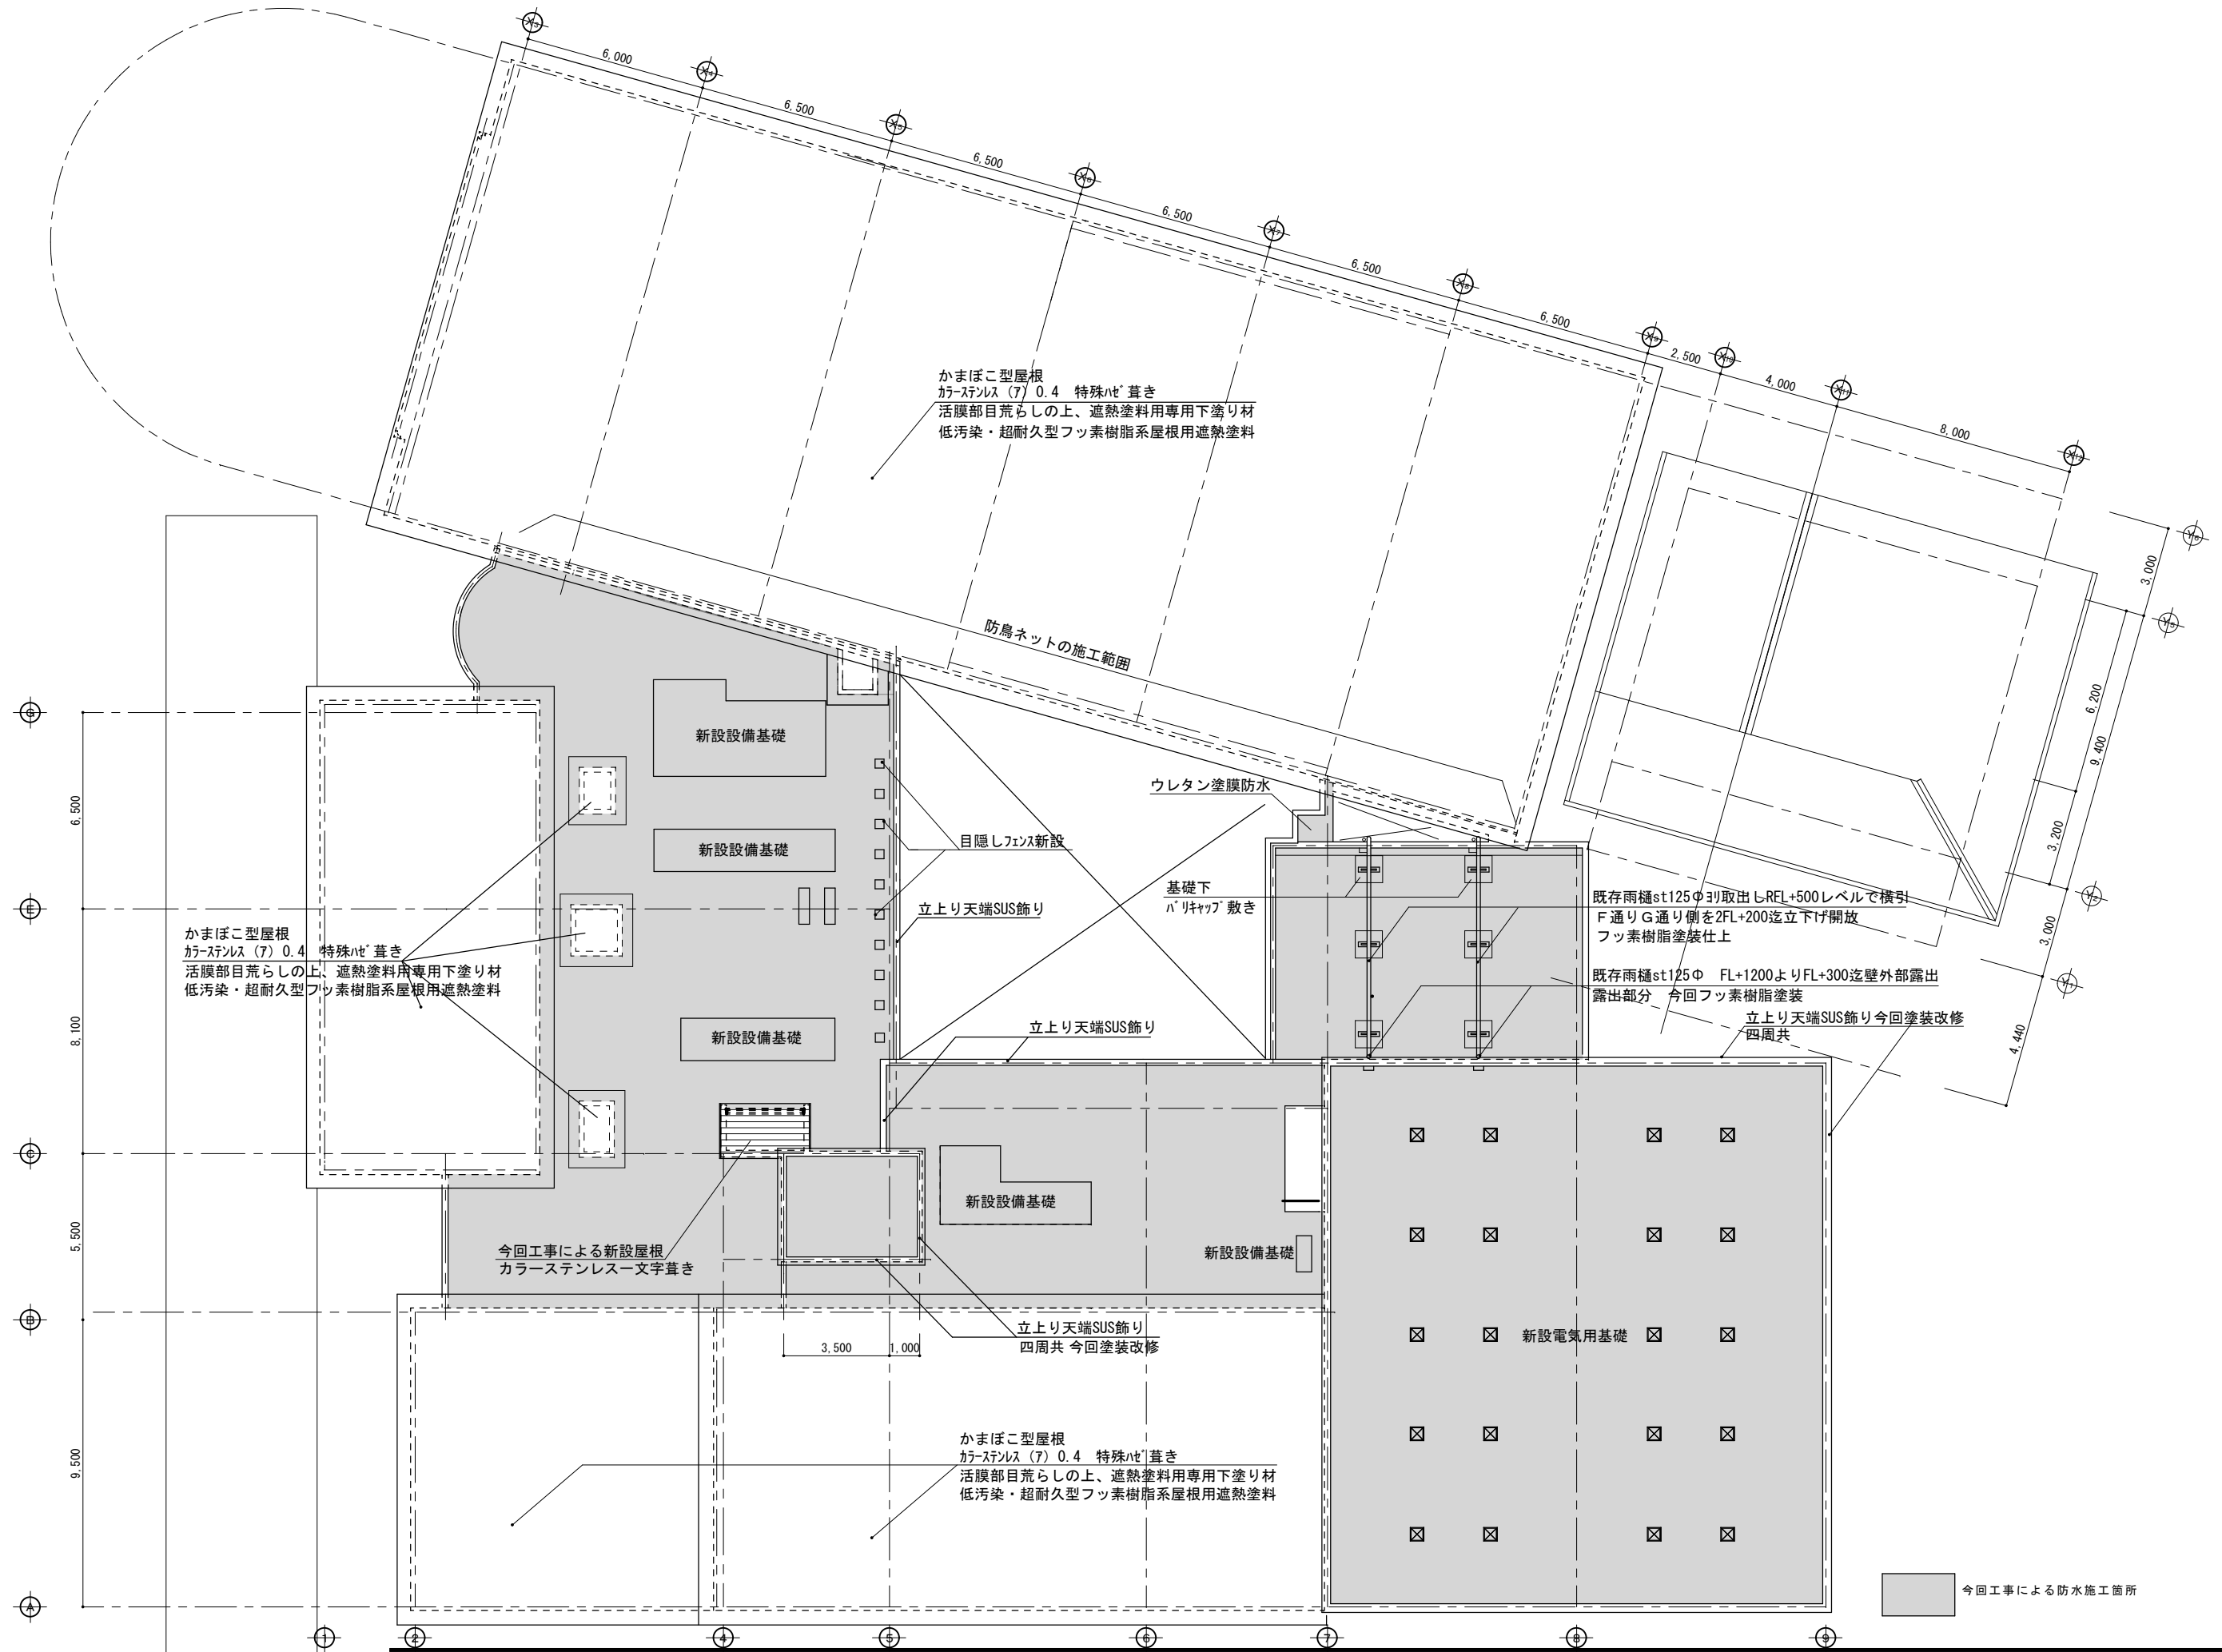 X3
6,000
X4
6,500
X5
6,500
X6
6,500
X7
6,500
X8
6,500
X9
2,500
X10
4,000
X11
8,000
X12
かまぼこ型屋根
ｶﾗｰｽﾃﾝﾚｽ（ア）0.4　特殊ﾊｾﾞ葺き
活膜部目荒らしの上、遮熱塗料用専用下塗り材
低汚染・超耐久型フッ素樹脂系屋根用遮熱塗料
Y6
3,000
Y5
6,200
9,400
3,200
Y2
3,000
Y1
4,440
防鳥ネットの施工範囲
G
6,500
E
8,100
C
5,500
B
9,500
A
新設設備基礎
新設設備基礎
新設設備基礎
目隠しﾌｪﾝｽ新設
立上り天端SUS飾り
ウレタン塗膜防水
基礎下
ﾊﾞﾘｷｬｯﾌﾟ敷き
既存雨樋st125Φﾖﾘ取出しRFL+500レベルで横引
Ｆ通りＧ通り側を2FL+200迄立下げ開放
フッ素樹脂塗装仕上
既存雨樋st125Φ　FL+1200よりFL+300迄壁外部露出
露出部分　今回フッ素樹脂塗装
立上り天端SUS飾り今回塗装改修
四周共
かまぼこ型屋根
ｶﾗｰｽﾃﾝﾚｽ（ア）0.4　特殊ﾊｾﾞ葺き
活膜部目荒らしの上、遮熱塗料用専用下塗り材
低汚染・超耐久型フッ素樹脂系屋根用遮熱塗料
立上り天端SUS飾り
新設設備基礎
新設設備基礎
今回工事による新設屋根
カラーステンレス一文字葺き
立上り天端SUS飾り
四周共 今回塗装改修
3,500
1,000
新設電気用基礎
かまぼこ型屋根
ｶﾗｰｽﾃﾝﾚｽ（ア）0.4　特殊ﾊｾﾞ葺き
活膜部目荒らしの上、遮熱塗料用専用下塗り材
低汚染・超耐久型フッ素樹脂系屋根用遮熱塗料
今回工事による防水施工箇所
1
2
4
5
6
7
8
9